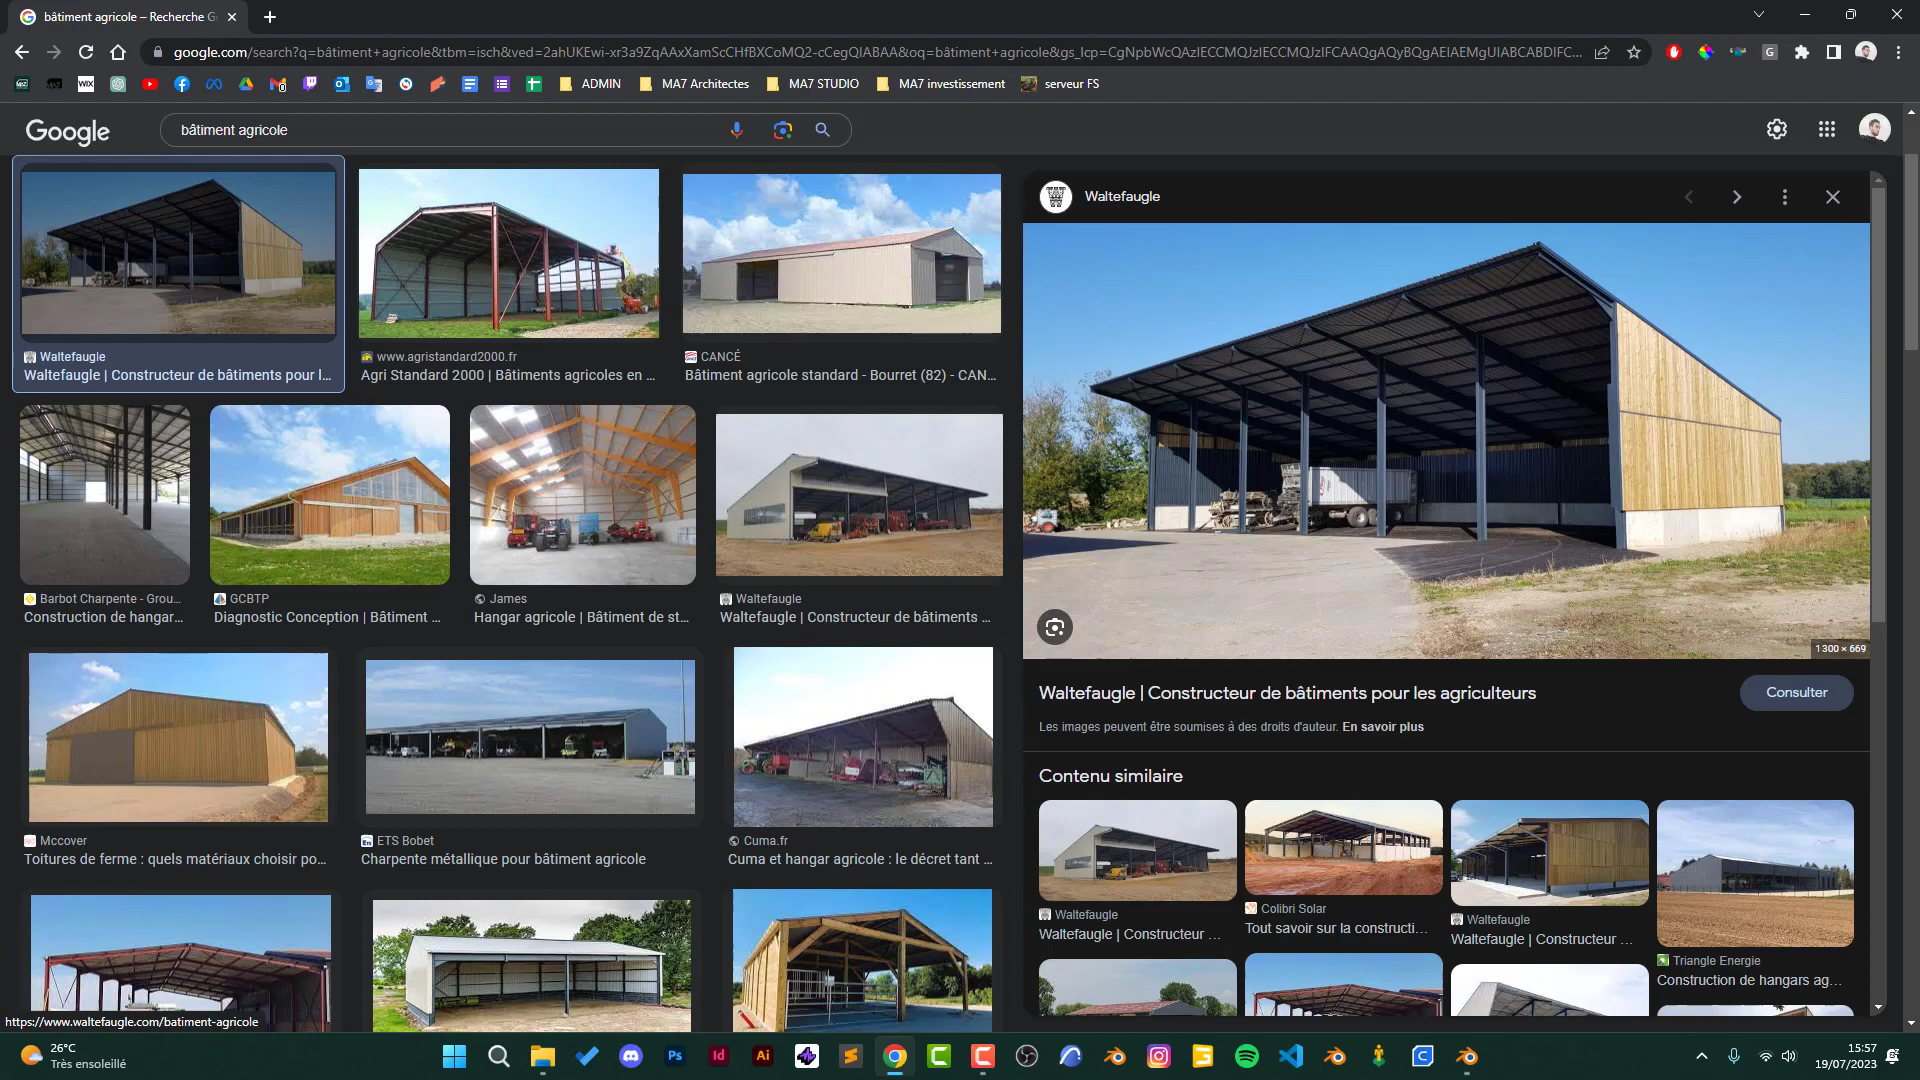 bâtiment agricole – Recherche G
google.com/search?q=bâtiment+agricole&tbm=isch&ved=2ahUKEwi-xr3a9ZqAAxXamScCHfBXCoMQ2-cCegQIABAA&oq=bâtiment+agricole&gs_lcp=CgNpbWcQAzIECCMQJzIECCMQJzIFCAAQgAQyBQgAEIAEMgUIABCABDIFC...
WIX
ADMIN
MA7 Architectes
MA7 STUDIO
MA7 investissement
serveur FS
Google
bâtiment agricole
Waltefaugle
Waltefaugle | Constructeur de bâtiments pour l...
www.agristandard2000.fr
Agri Standard 2000 | Bâtiments agricoles en ...
CANCÉ
Bâtiment agricole standard - Bourret (82) - CAN...
Barbot Charpente - Grou...
Construction de hangar...
GCBTP
Diagnostic Conception | Bâtiment ...
James
Hangar agricole | Bâtiment de st...
Waltefaugle
Waltefaugle | Constructeur de bâtiments ...
Mccover
Toitures de ferme : quels matériaux choisir po...
ETS Bobet
Charpente métallique pour bâtiment agricole
Cuma.fr
Cuma et hangar agricole : le décret tant ...
https://www.waltefaugle.com/batiment-agricole
Waltefaugle
1300 × 669
Waltefaugle | Constructeur de bâtiments pour les agriculteurs
Consulter
Les images peuvent être soumises à des droits d'auteur. En savoir plus
Contenu similaire
Waltefaugle
Waltefaugle | Constructeur ...
Colibri Solar
Tout savoir sur la constructi...
Waltefaugle
Waltefaugle | Constructeur ...
Triangle Energie
Construction de hangars ag...
26°C
Très ensoleillé
Ps
Id
Ai
15:57
19/07/2023